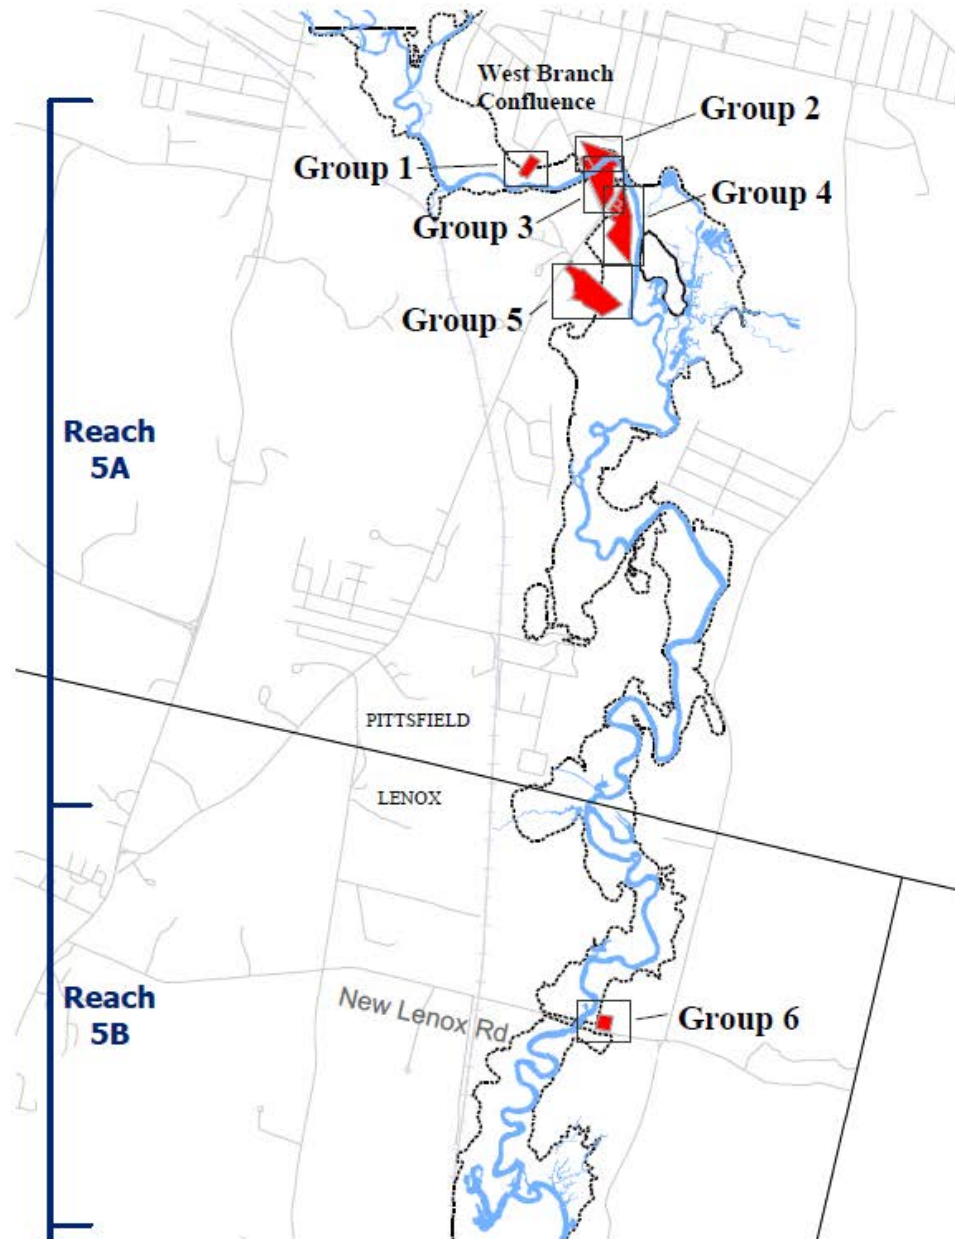 West Branch
Confluence
Group 2
Group 1
Group 4
Group 3
Group 5
Reach
5A
PITTSFIELD
LENOX
Reach
5B
New Lenox Rd
Group 6